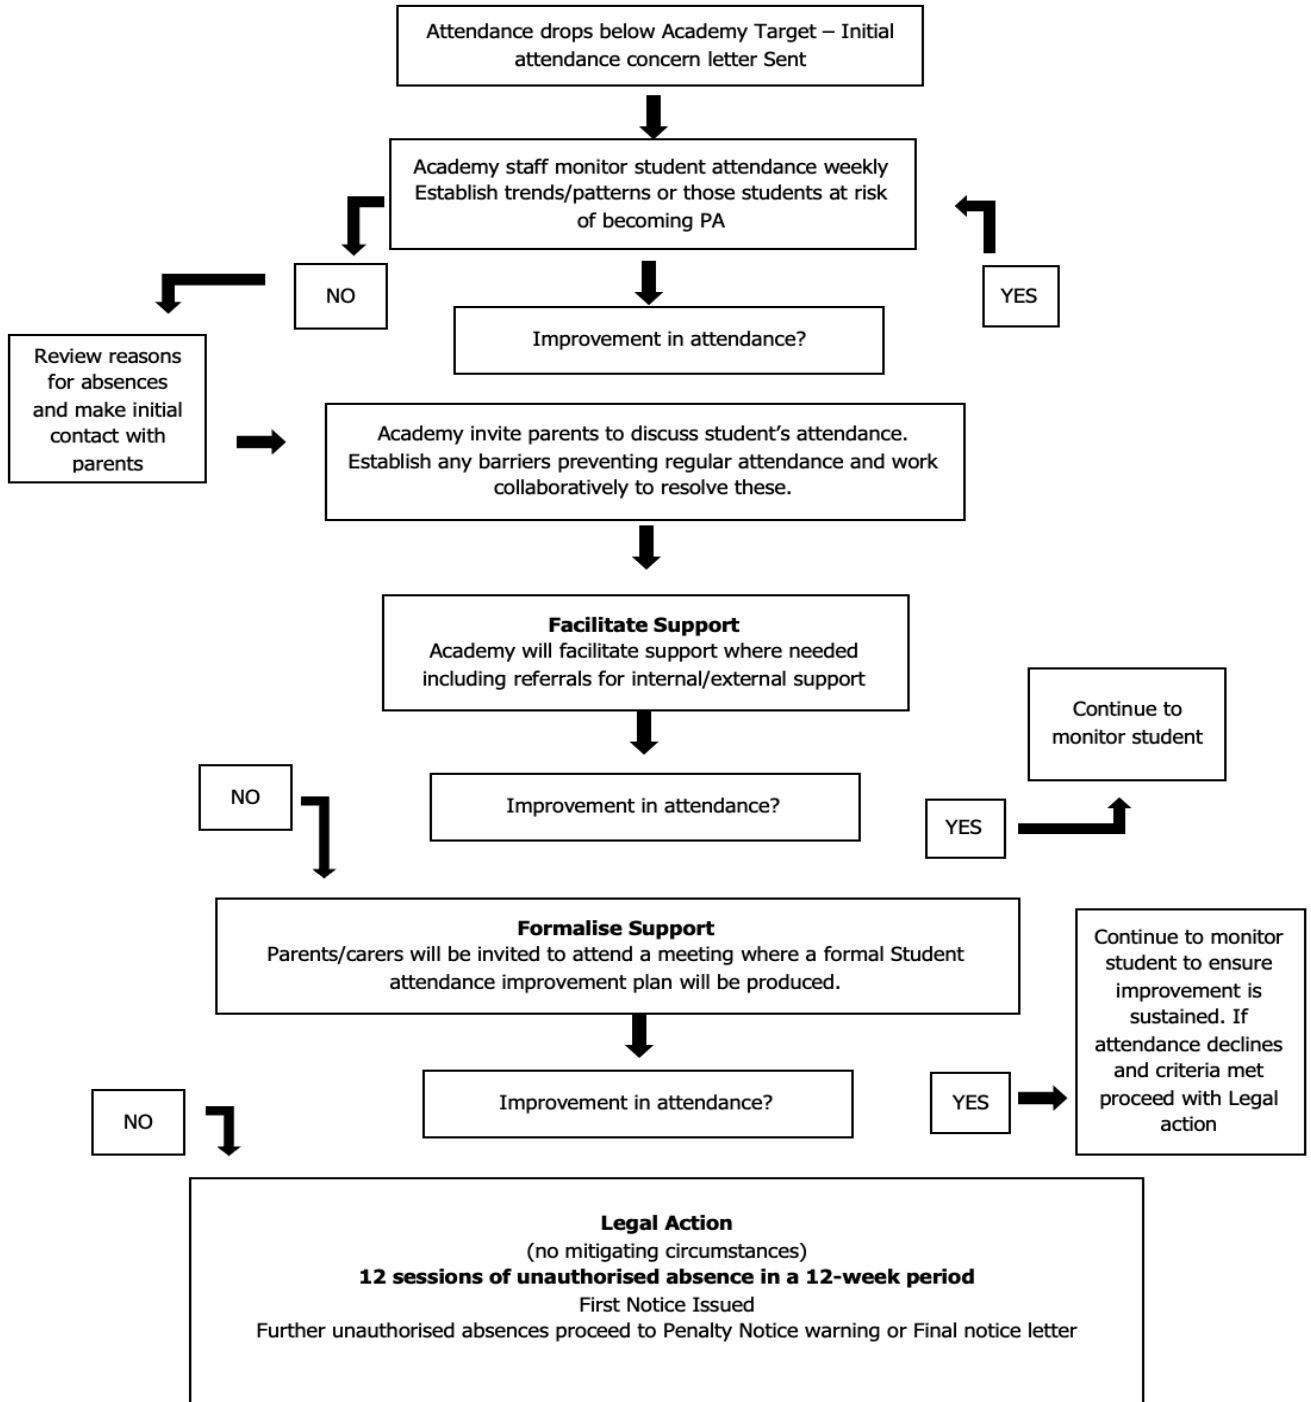 Attendance drops below Academy Target – Initial
attendance concern letter Sent
Academy staff monitor student attendance weekly
Establish trends/patterns or those students at risk
of becoming PA
NO
YES
Improvement in attendance?
Review reasons
for absences
and make initial
contact with
parents
Academy invite parents to discuss student’s attendance.
Establish any barriers preventing regular attendance and work
collaboratively to resolve these.
Facilitate Support
Academy will facilitate support where needed
including referrals for internal/external support
Continue to
monitor student
NO
Improvement in attendance?
YES
Formalise Support
Parents/carers will be invited to attend a meeting where a formal Student
attendance improvement plan will be produced.
Continue to monitor
student to ensure
improvement is
sustained. If
attendance declines
and criteria met
proceed with Legal
action
NO
Improvement in attendance?
YES
Legal Action
(no mitigating circumstances)
12 sessions of unauthorised absence in a 12-week period
First Notice Issued
Further unauthorised absences proceed to Penalty Notice warning or Final notice letter